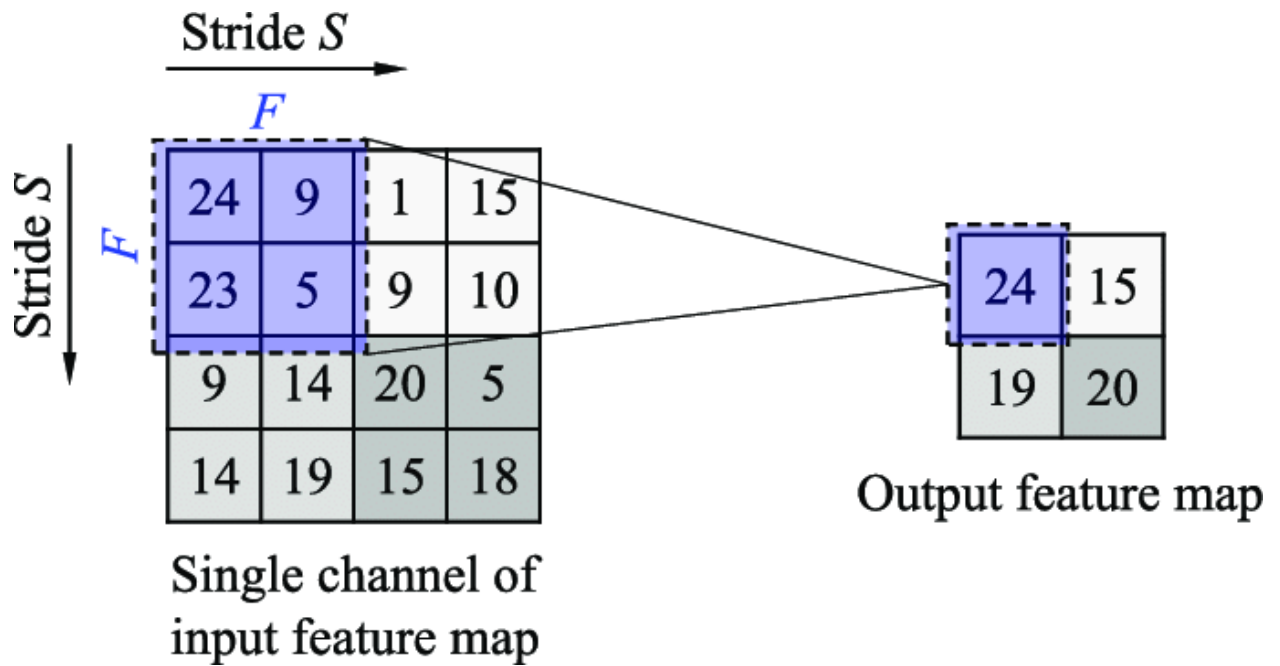 Stride S
F
Stride S
F
24 9 1 15
23 5 9 10
9 14 20 5
14 19 15 18
Single channel of
input feature map
24 15
19 20
Output feature map